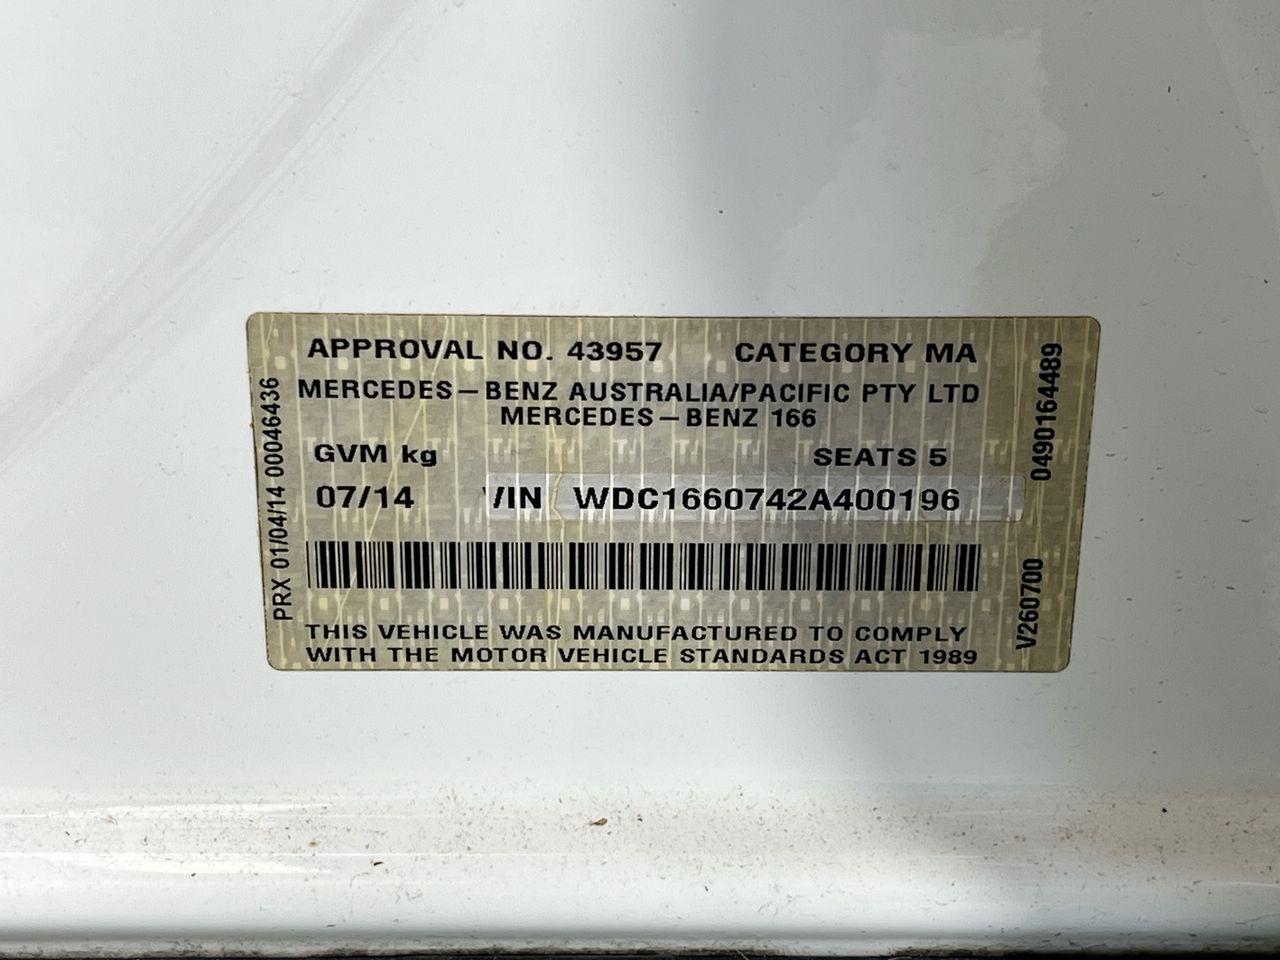 APPROVAL NO. 43957 CATEGORY MA
MERCEDES-BENZ AUSTRALIA/PACIFIC PTY LTD
MERCEDES-BENZ 166
GVM kg SEATS 5
07/14 VIN WDC1660742A400196
THIS VEHICLE WAS MANUFACTURED TO COMPLY
WITH THE MOTOR VEHICLE STANDARDS ACT 1989
PRX 01/04/14 00046436
V260700 0490164489